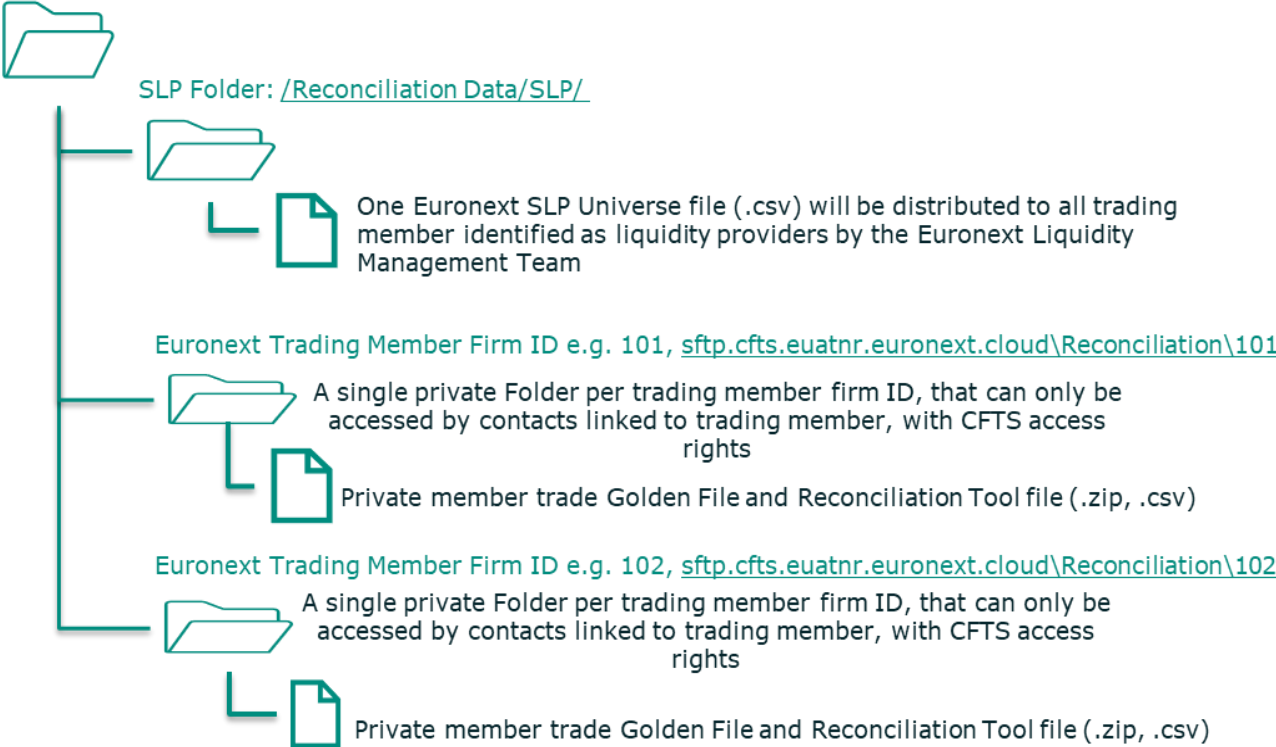 SLP Folder: /Reconciliation Data/SLP/
One Euronext SLP Universe file (.csv) will be distributed to all trading
member identified as liquidity providers by the Euronext Liquidity
Management Team
Euronext Trading Member Firm ID e.g. 101, sftp.cfts.euatnr.euronext.cloud\Reconciliation\101
A single private Folder per trading member firm ID, that can only be
accessed by contacts linked to trading member, with CFTS access
rights
Private member trade Golden File and Reconciliation Tool file (.zip, .csv)
Euronext Trading Member Firm ID e.g. 102, sftp.cfts.euatnr.euronext.cloud\Reconciliation\102
A single private Folder per trading member firm ID, that can only be
accessed by contacts linked to trading member, with CFTS access
rights
Private member trade Golden File and Reconciliation Tool file (.zip, .csv)